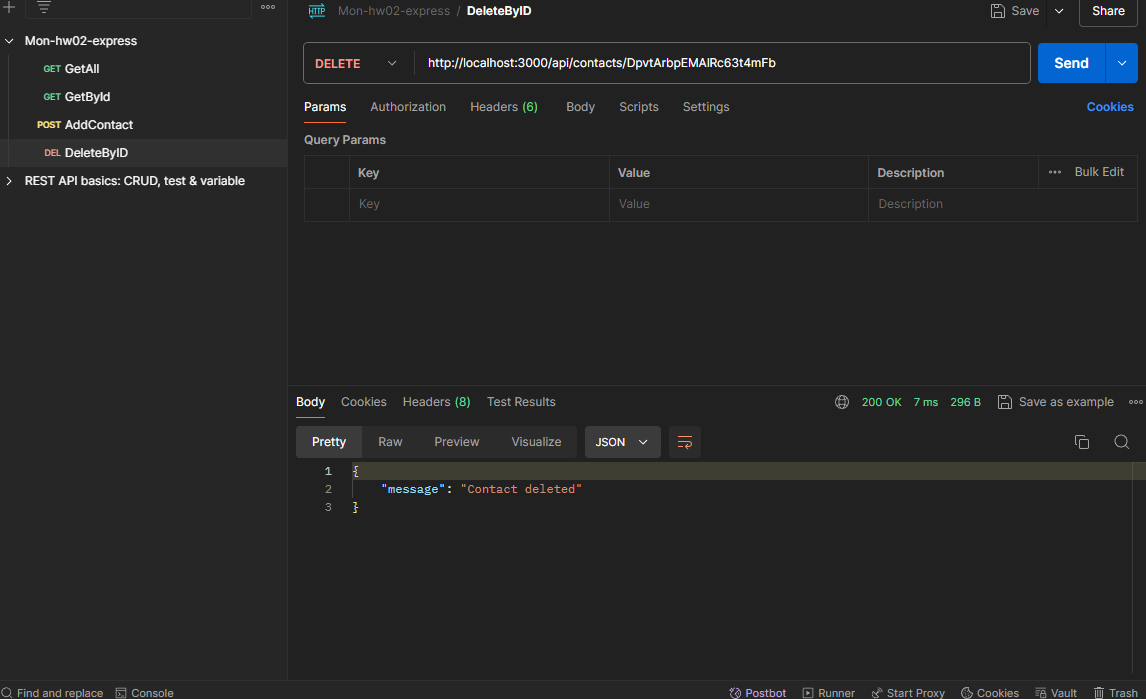 Mon-hw02-express / DeleteByID
Save
Share
Mon-hw02-express
GET GetAll
GET GetById
POST AddContact
DEL DeleteByID
REST API basics: CRUD, test & variable
DELETE http://localhost:3000/api/contacts/DpvtArbpEMAlRc63t4mFb
Send
Params Authorization Headers (6) Body Scripts Settings Cookies
Query Params
Key Value Description Bulk Edit
Key Value Description
Body Cookies Headers (8) Test Results 200 OK 7 ms 296 B Save as example
Pretty Raw Preview Visualize JSON
1 {
2 "message": "Contact deleted"
3 }
Find and replace Console Postbot Runner Start Proxy Cookies Vault Trash